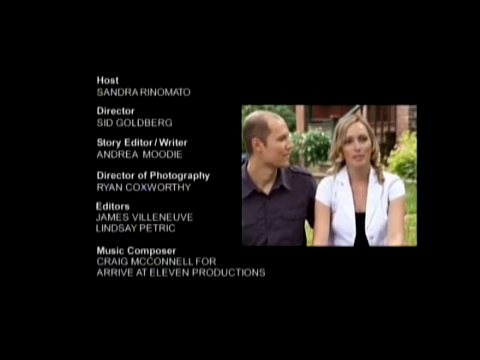 Host
SANDRA RINOMATO
Director
SID GOLDBERG
Story Editor/Writer
ANDREA MOODIE
Director of Photography
RYAN COXWORTHY
Editors
JAMES VILLENEUVE
LINDSAY PETRIC
Music Composer
CRAIG MCCONNELL FOR
ARRIVE AT ELEVEN PRODUCTIONS